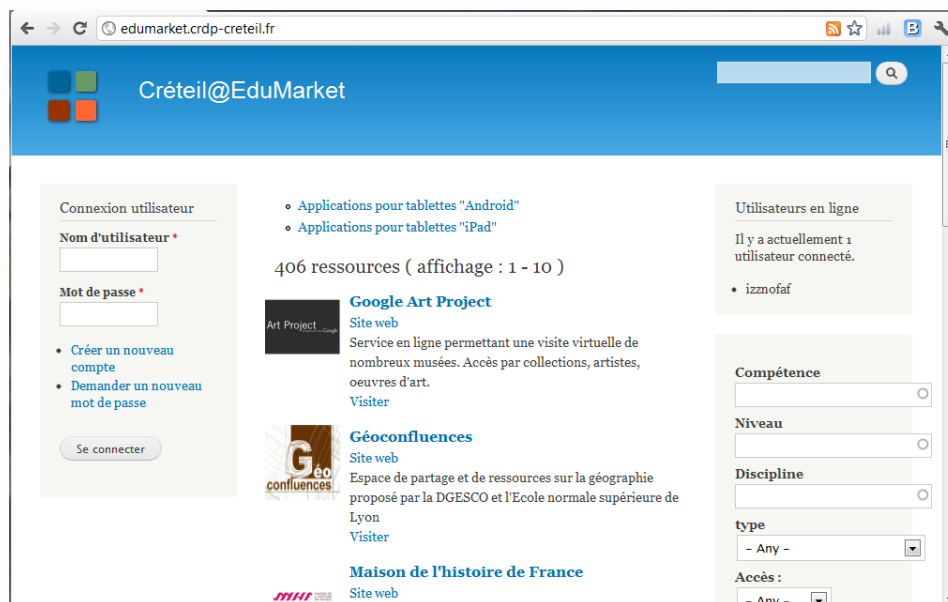 edumarket.crdp-creteil.fr
Créteil@EduMarket
Connexion utilisateur
Nom d'utilisateur *
Mot de passe *
Créer un nouveau
compte
Demander un nouveau
mot de passe
Se connecter
Applications pour tablettes "Android"
Applications pour tablettes "iPad"
406 ressources ( affichage : 1 - 10 )
Art Project
Google Art Project
Site web
Service en ligne permettant une visite virtuelle de
nombreux musées. Accès par collections, artistes,
oeuvres d'art.
Visiter
Géo
confluences
Géoconfluences
Site web
Espace de partage et de ressources sur la géographie
proposé par la DGESCO et l'Ecole normale supérieure de
Lyon
Visiter
Maison de l'histoire de France
Site web
Utilisateurs en ligne
Il y a actuellement 1
utilisateur connecté.
iznofaf
Compétence
Niveau
Discipline
type
- Any -
Accès :
- Any -